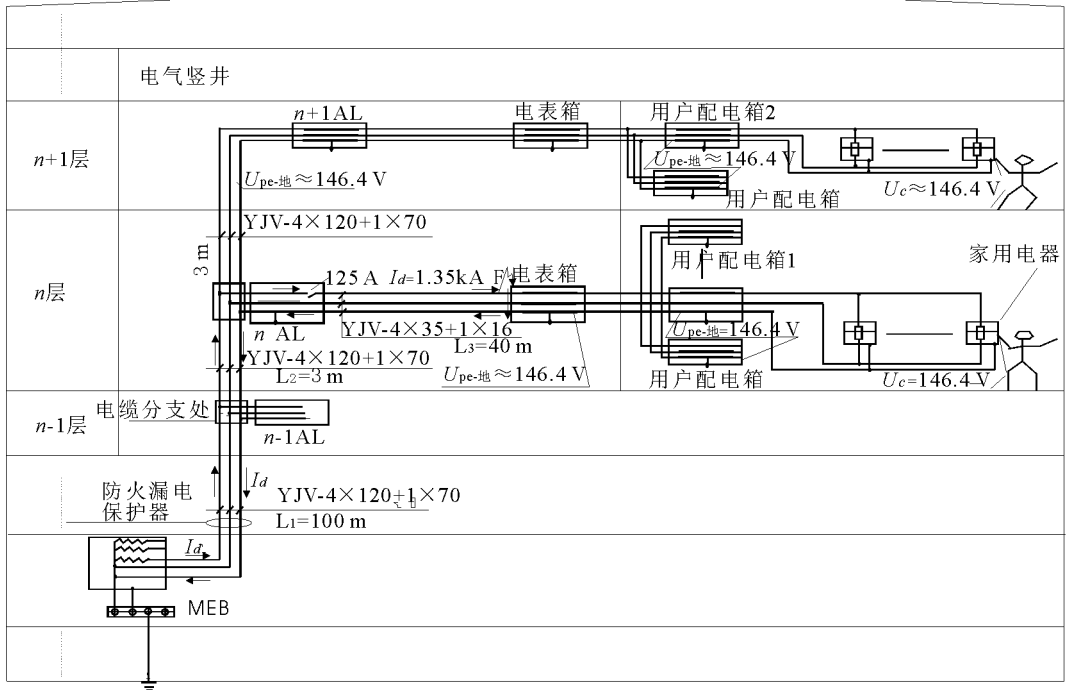 电气竖井
n+1AL
电表箱
用户配电箱2
n+1层
Upe-地≈146.4 V
Upe-地≈146.4 V
Uc≈146.4 V
用户配电箱
YJV-4×120+1×70
3 m
家用电器
用户配电箱1
125 A
Id=1.35kA
F
电表箱
n层
n AL
YJV-4×35+1×16
L3=40 m
Upe-地=146.4 V
YJV-4×120+1×70
L2=3 m
Upe-地≈146.4 V
用户配电箱
Uc=146.4 V
电缆分支处
n-1层
n-1AL
Id
防火漏电
保护器
YJV-4×120+1×70
L1=100 m
Id
MEB